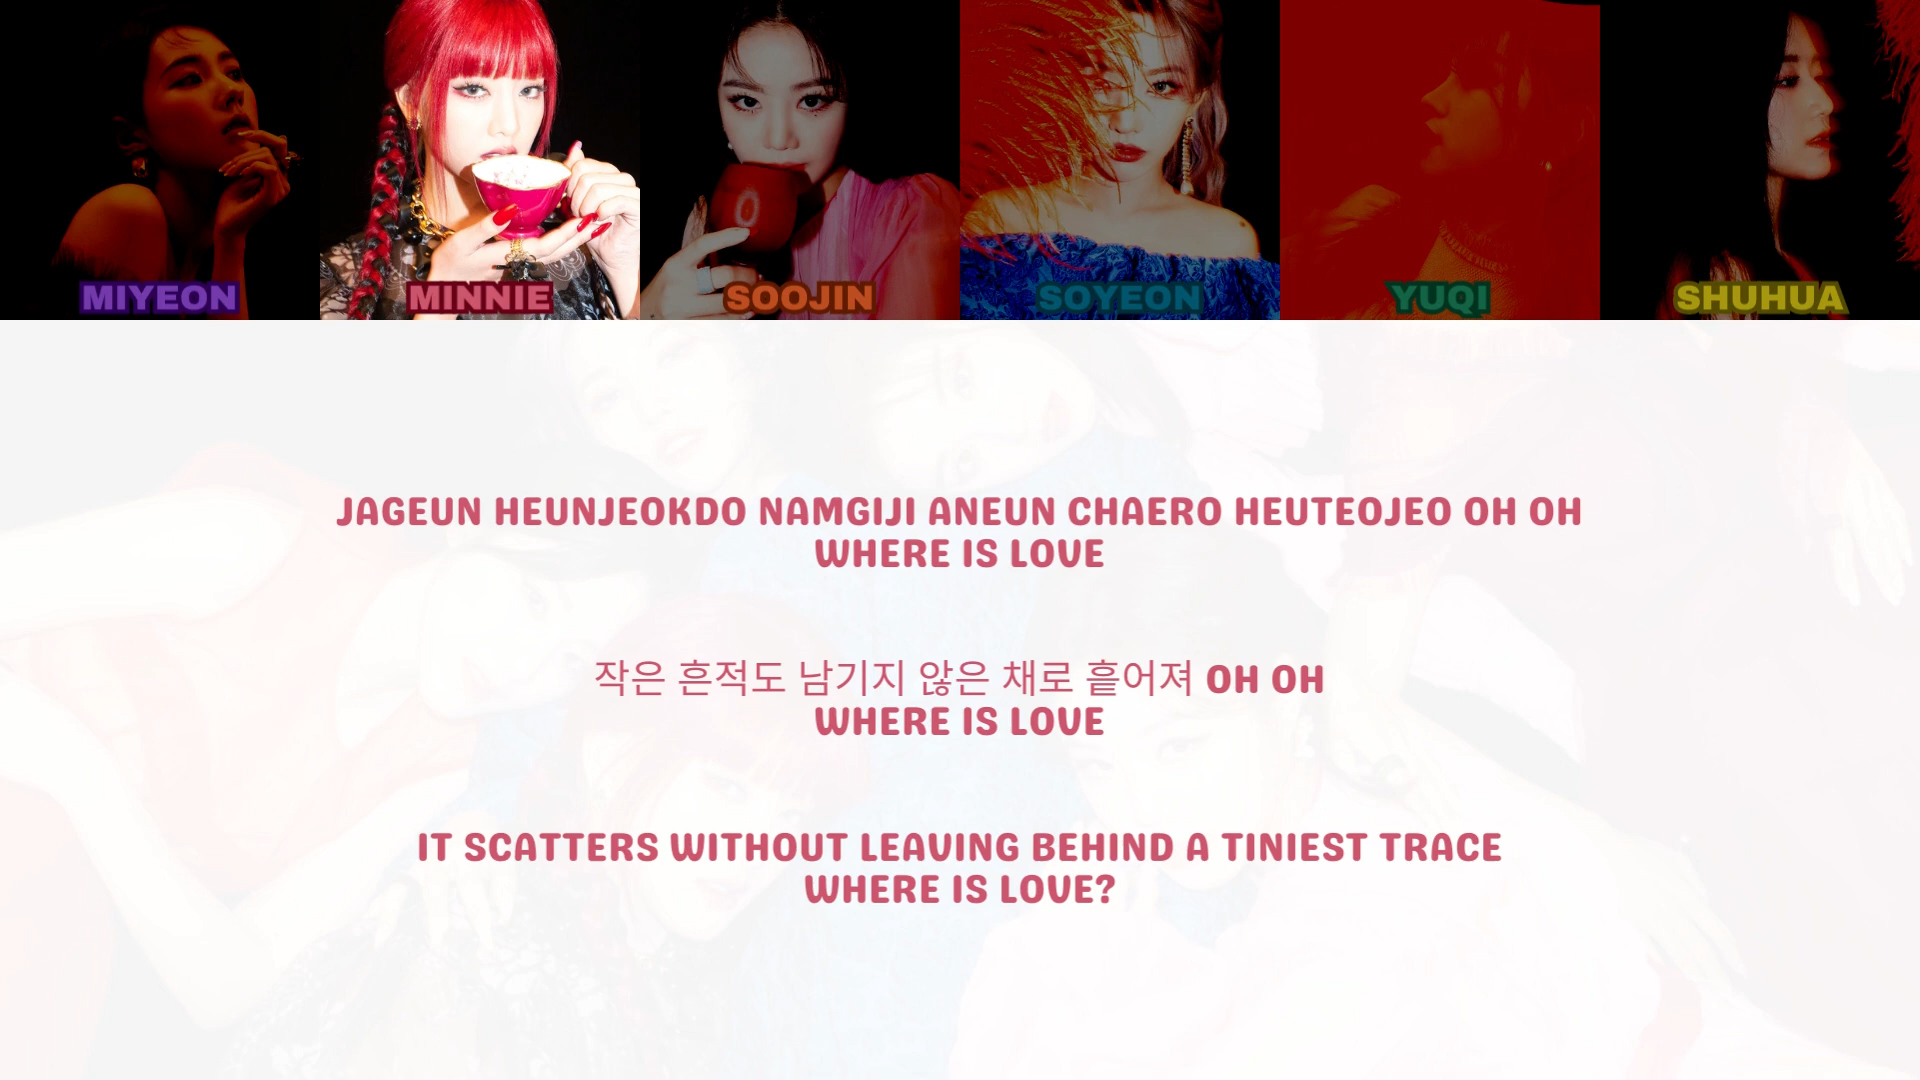 MIYEON
MINNIE
SOOJIN
SOYEON
YUQI
SHUHUA
JAGEUN HEUNJEOKDO NAMGIJI ANEUN CHAERO HEUTEOJEO OH OH
WHERE IS LOVE
작은 흔적도 남기지 않은 채로 흩어져 OH OH
WHERE IS LOVE
IT SCATTERS WITHOUT LEAVING BEHIND A TINIEST TRACE
WHERE IS LOVE?